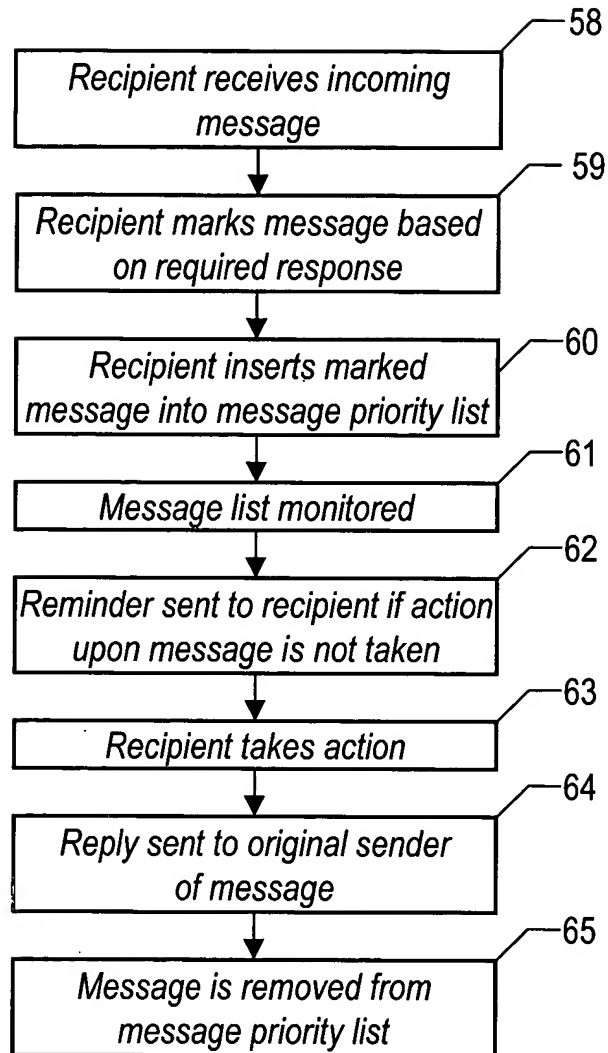 58
Recipient receives incoming
message
59
Recipient marks message based
on required response
60
Recipient inserts marked
message into message priority list
61
Message list monitored
62
Reminder sent to recipient if action
upon message is not taken
63
Recipient takes action
64
Reply sent to original sender
of message
65
Message is removed from
message priority list